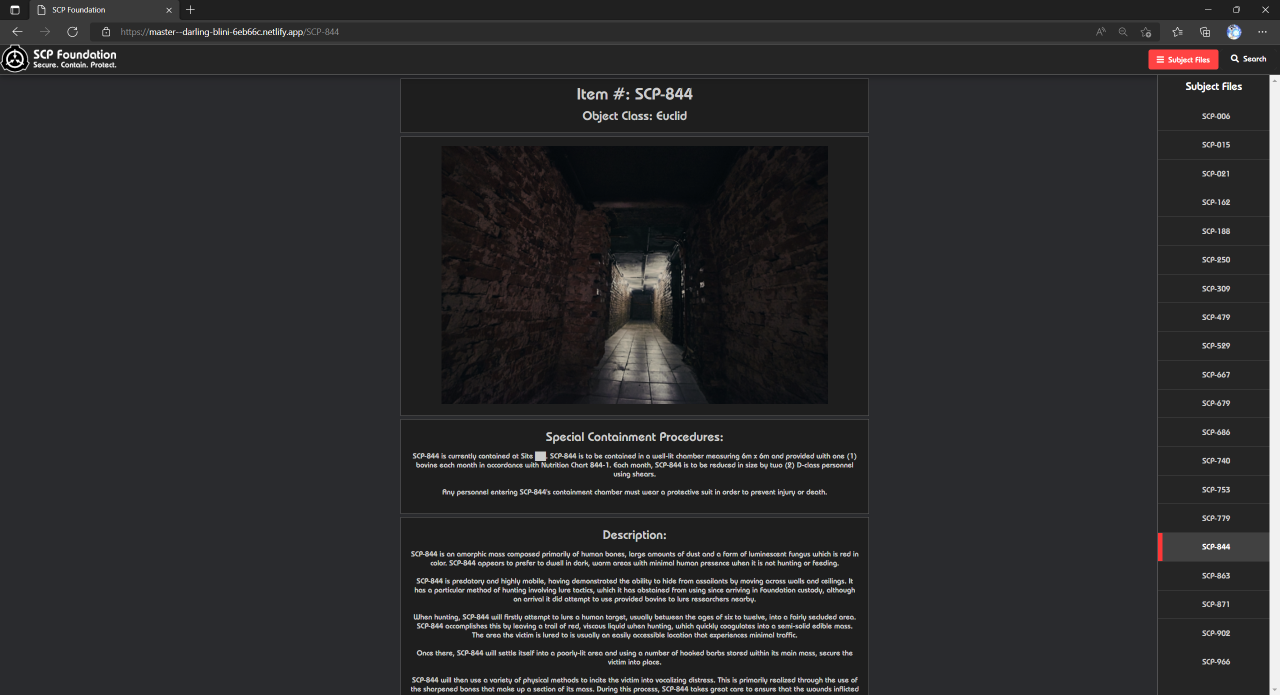 SCP Foundation
https://master--darling-blini-6eb66c.netlify.app/SCP-844
SCP Foundation
Secure. Contain. Protect.
Subject Files
Search
Item #: SCP-844
Object Class: Euclid
Special Containment Procedures:
SCP-844 is currently contained at Site . SCP-844 is to be contained in a well-lit chamber measuring 6m x 6m and provided with one (1)
bovine each month in accordance with Nutrition Chart 844-1. Each month, SCP-844 is to be reduced in size by two (2) D-class personnel
using shears.
Any personnel entering SCP-844's containment chamber must wear a protective suit in order to prevent injury or death.
Description:
SCP-844 is an amorphic mass composed primarily of human bones, large amounts of dust and a form of luminescent fungus which is red in
color. SCP-844 appears to prefer to dwell in dark, warm areas with minimal human presence when it is not hunting or feeding.
SCP-844 is predatory and highly mobile, having demonstrated the ability to hide from assailants by moving across walls and ceilings. It
has a particular method of hunting involving lure tactics, which it has abstained from using since arriving in Foundation custody, although
on arrival it did attempt to use provided bovine to lure researchers nearby.
When hunting, SCP-844 will firstly attempt to lure a human target, usually between the ages of six to twelve, into a fairly secluded area.
SCP-844 accomplishes this by leaving a trail of red, viscous liquid when hunting, which quickly coagulates into a semi-solid edible mass.
The area the victim is lured to is usually an easily accessible location that experiences minimal traffic.
Once there, SCP-844 will settle itself into a poorly-lit area and using a number of hooked barbs stored within its main mass, secure the
victim into place.
SCP-844 will then use a variety of physical methods to incite the victim into vocalizing distress. This is primarily realized through the use of
the sharpened bones that make up a section of its mass. During this process, SCP-844 takes great care to ensure that the wounds inflicted
Subject Files
SCP-006
SCP-015
SCP-021
SCP-162
SCP-188
SCP-250
SCP-309
SCP-479
SCP-529
SCP-667
SCP-679
SCP-686
SCP-740
SCP-753
SCP-779
SCP-844
SCP-863
SCP-871
SCP-902
SCP-966